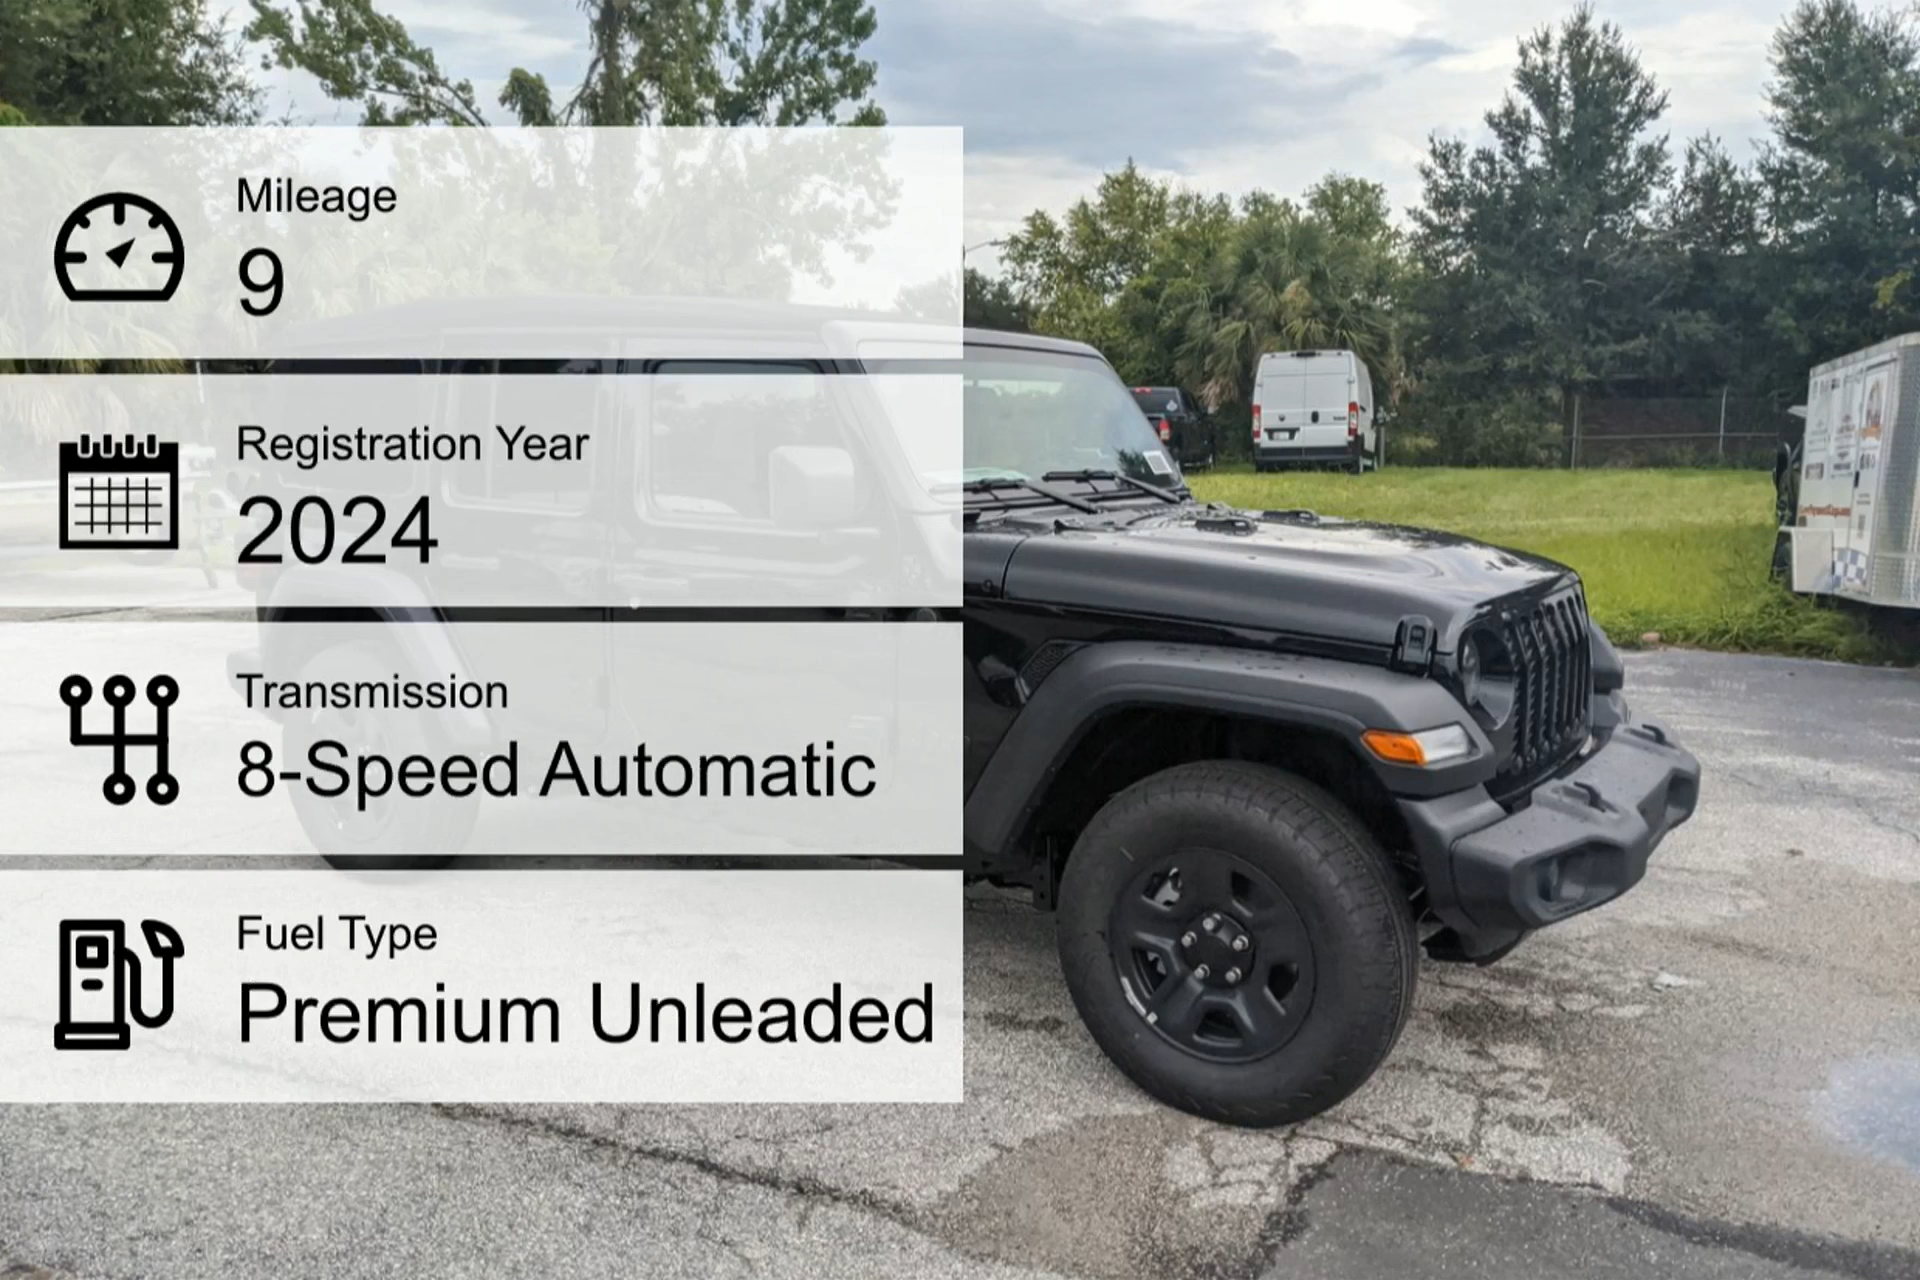 Mileage
9
Registration Year
2024
Transmission
8-Speed Automatic
Fuel Type
Premium Unleaded